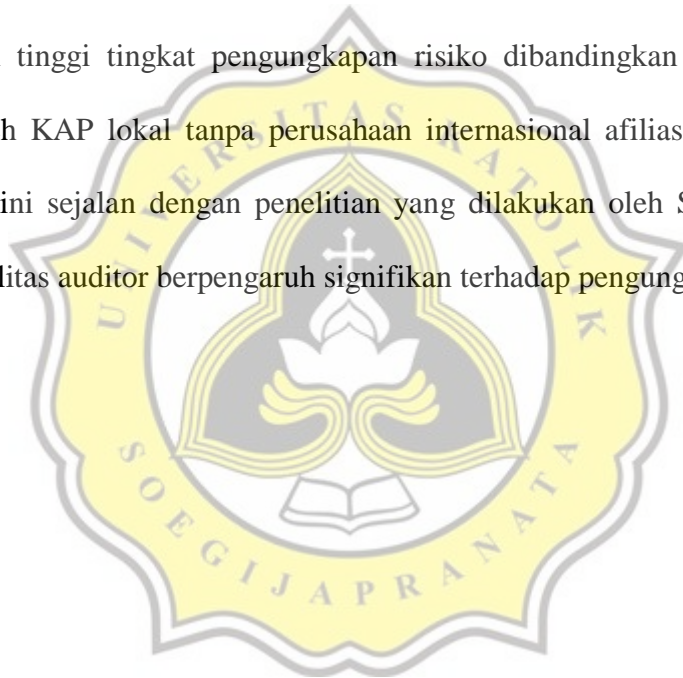 tinggi tingkat pengungkapan risiko dibandingkan
h KAP lokal tanpa perusahaan internasional afilias
ini sejalan dengan penelitian yang dilakukan oleh S
litas auditor berpengaruh signifikan terhadap pengung
UNIVERSITAS KATOLIK
SOEGIJAPRANATA